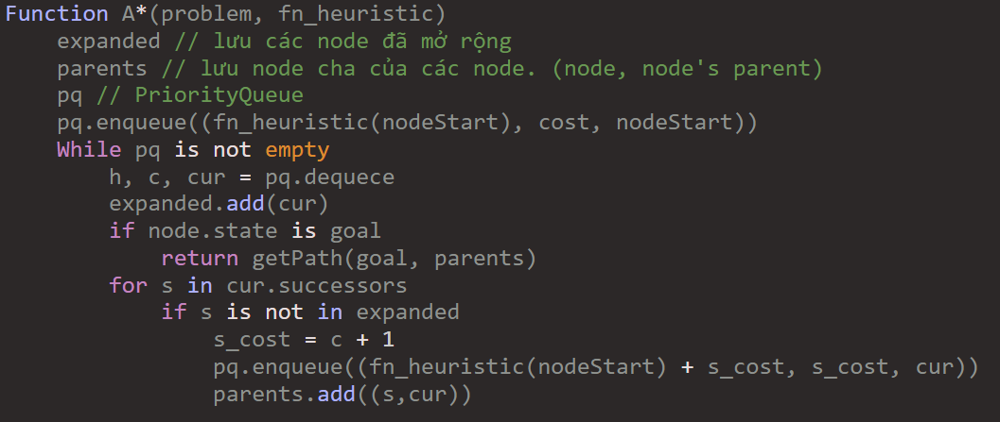 Function A*(problem, fn_heuristic)
    expanded // lưu các node đã mở rộng
    parents // lưu node cha của các node. (node, node's parent)
    pq // PriorityQueue
    pq.enqueue((fn_heuristic(nodeStart), cost, nodeStart))
    While pq is not empty
        h, c, cur = pq.dequece
        expanded.add(cur)
        if node.state is goal
            return getPath(goal, parents)
        for s in cur.successors
            if s is not in expanded
                s_cost = c + 1
                pq.enqueue((fn_heuristic(nodeStart) + s_cost, s_cost, cur))
                parents.add((s,cur))